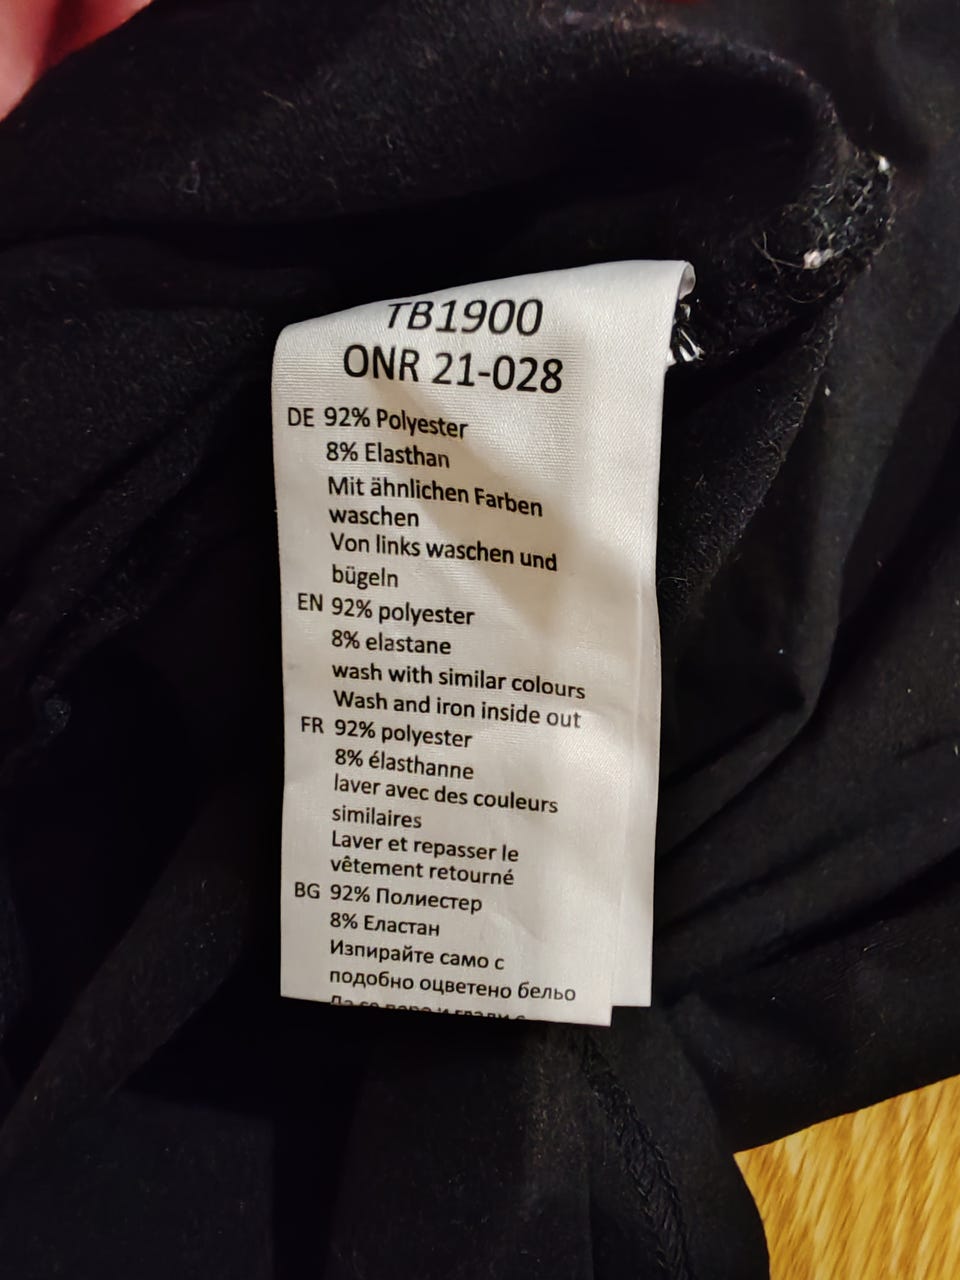 TB1900
ONR 21-028
DE 92% Polyester
8% Elasthan
Mit ähnlichen Farben
waschen
Von links waschen und
bügeln
EN 92% polyester
8% elastane
wash with similar colours
Wash and iron inside out
FR 92% polyester
8% élasthanne
laver avec des couleurs
similaires
Laver et repasser le
vêtement retourné
BG 92% Полиестер
8% Еластан
Изпирайте само с
подобно оцветено бельо